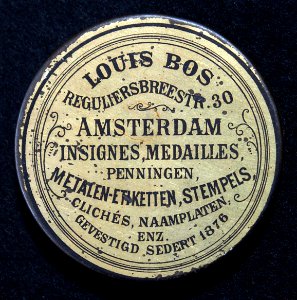 LOUIS BOS
REGULIERSBREESTR. 30
AMSTERDAM
INSIGNES, MEDAILLES,
PENNINGEN,
METALEN-ETIKETTEN, STEMPELS,
CLICHÉS, NAAMPLATEN,
ENZ.
GEVESTIGD SEDERT 1876